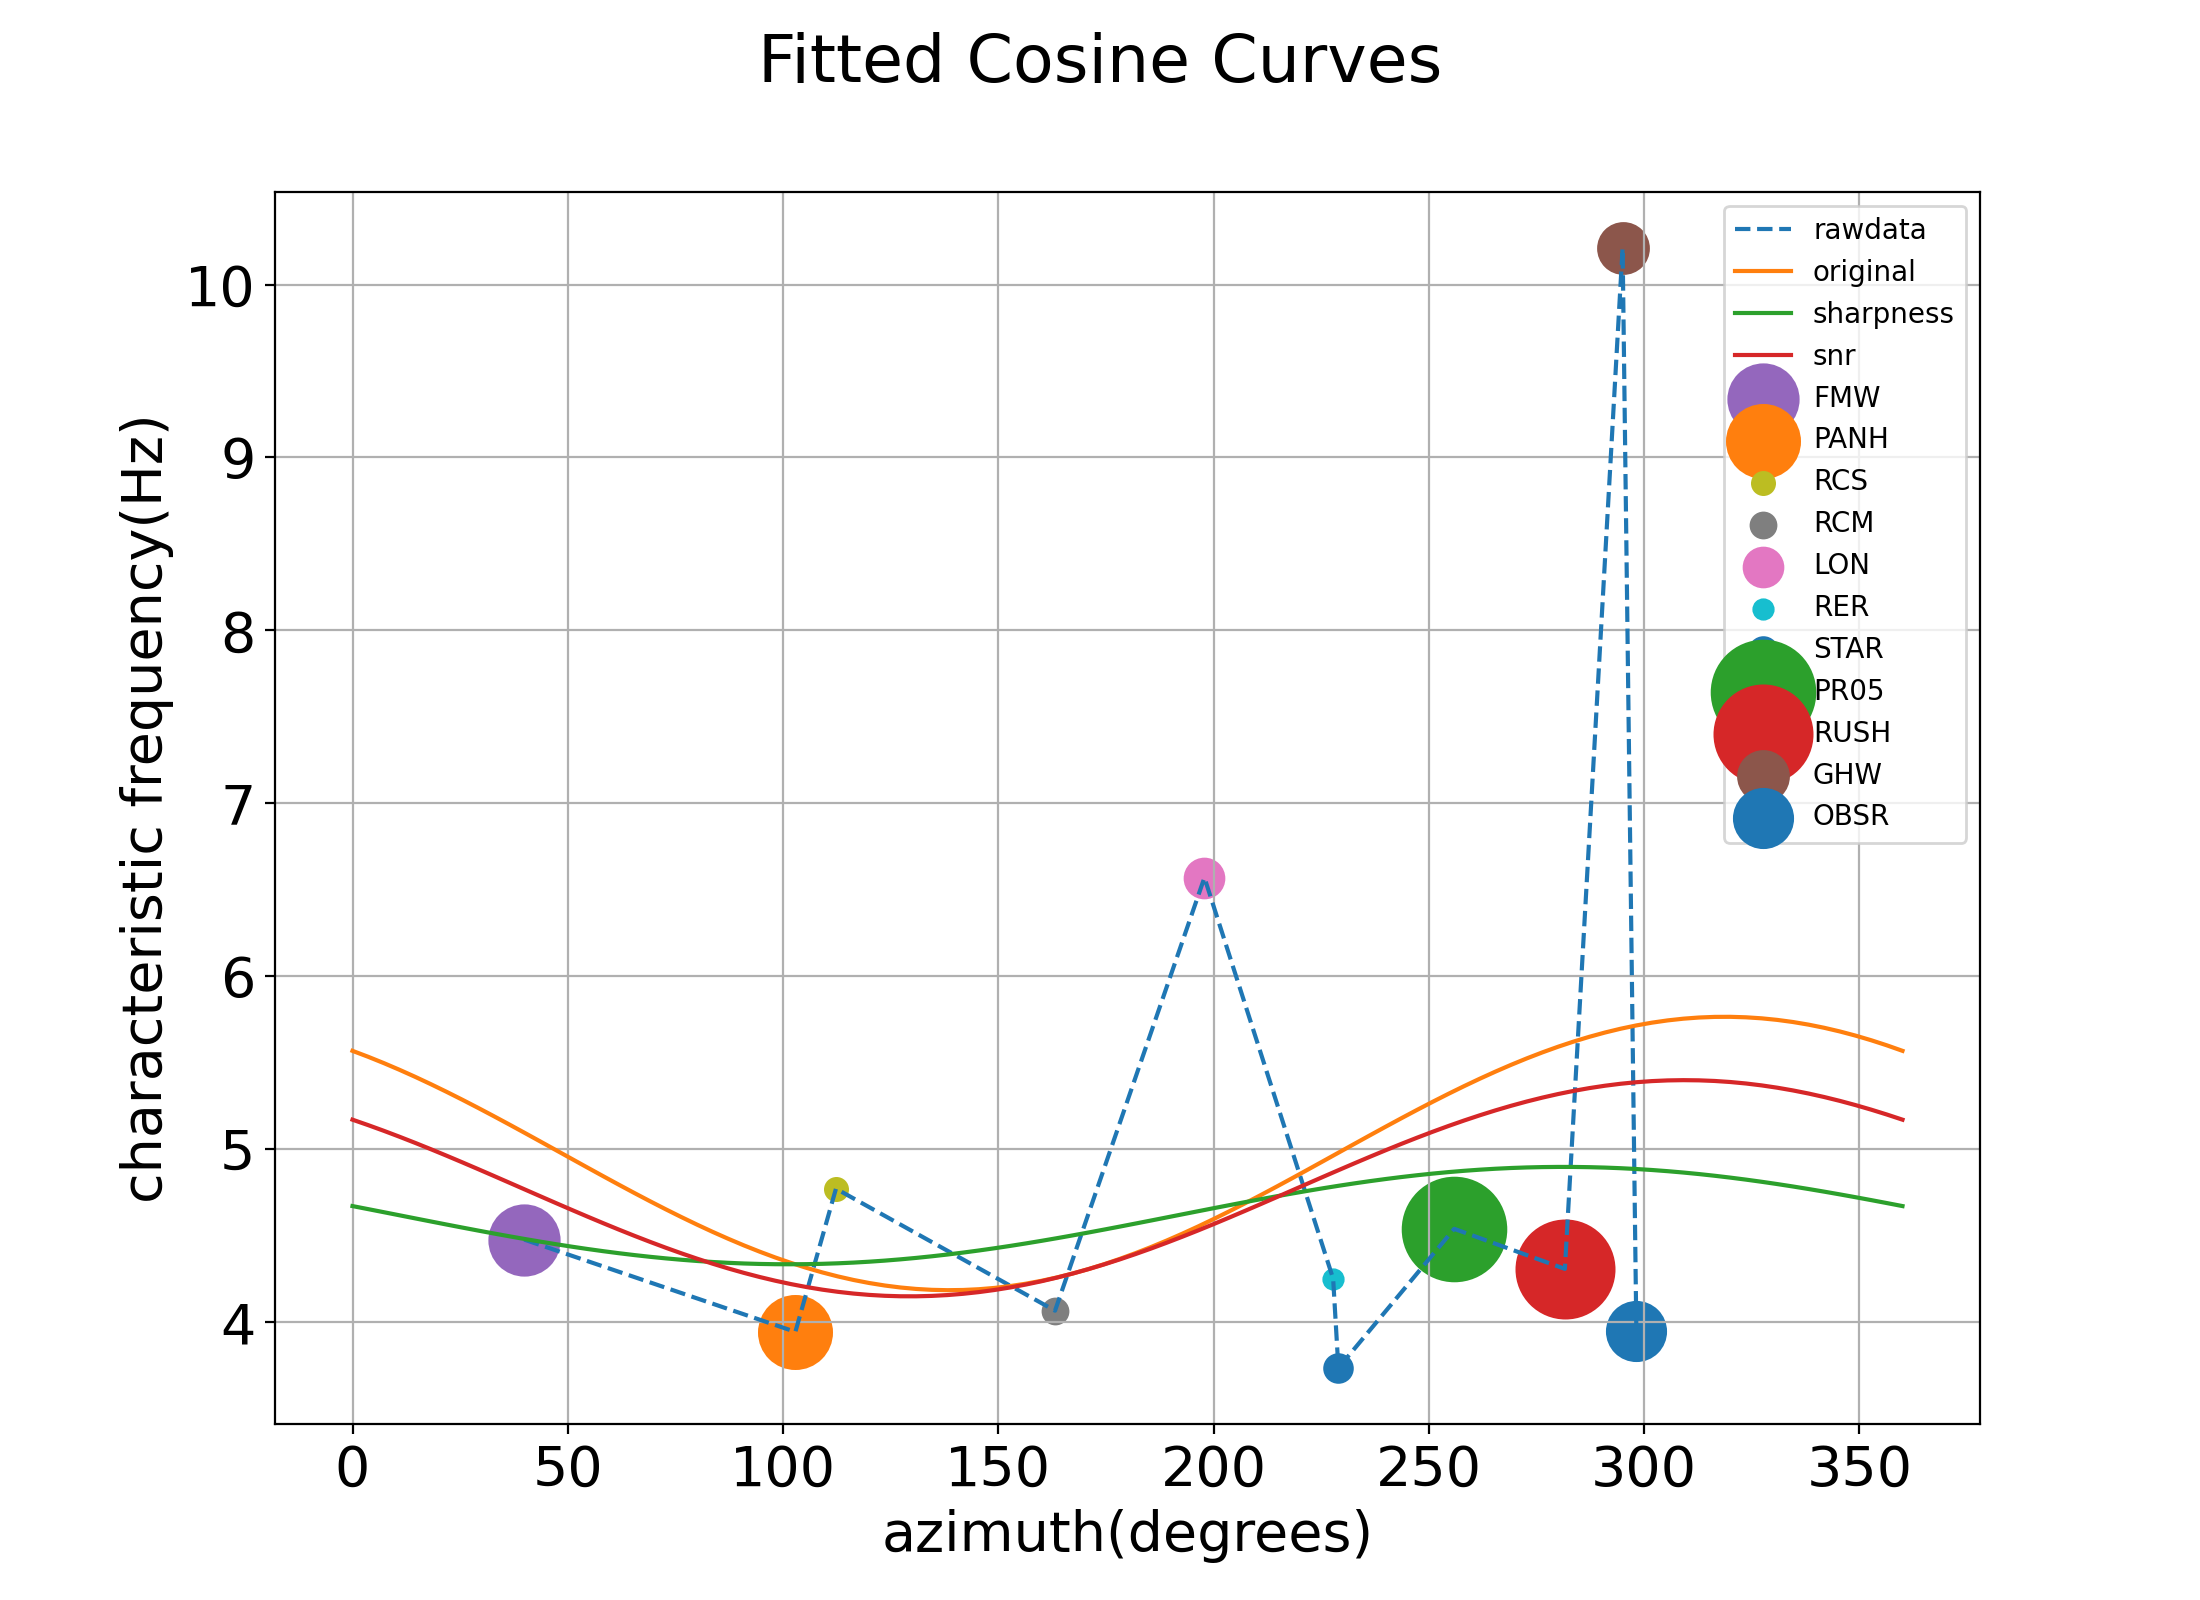 Fitted Cosine Curves
characteristic frequency(Hz)
10
9
8
7
6
5
4
rawdata
original
sharpness
snr
FMW
PANH
RCS
RCM
LON
RER
STAR
PR05
RUSH
GHW
OBSR
0 50 100 150 200 250 300 350
azimuth(degrees)